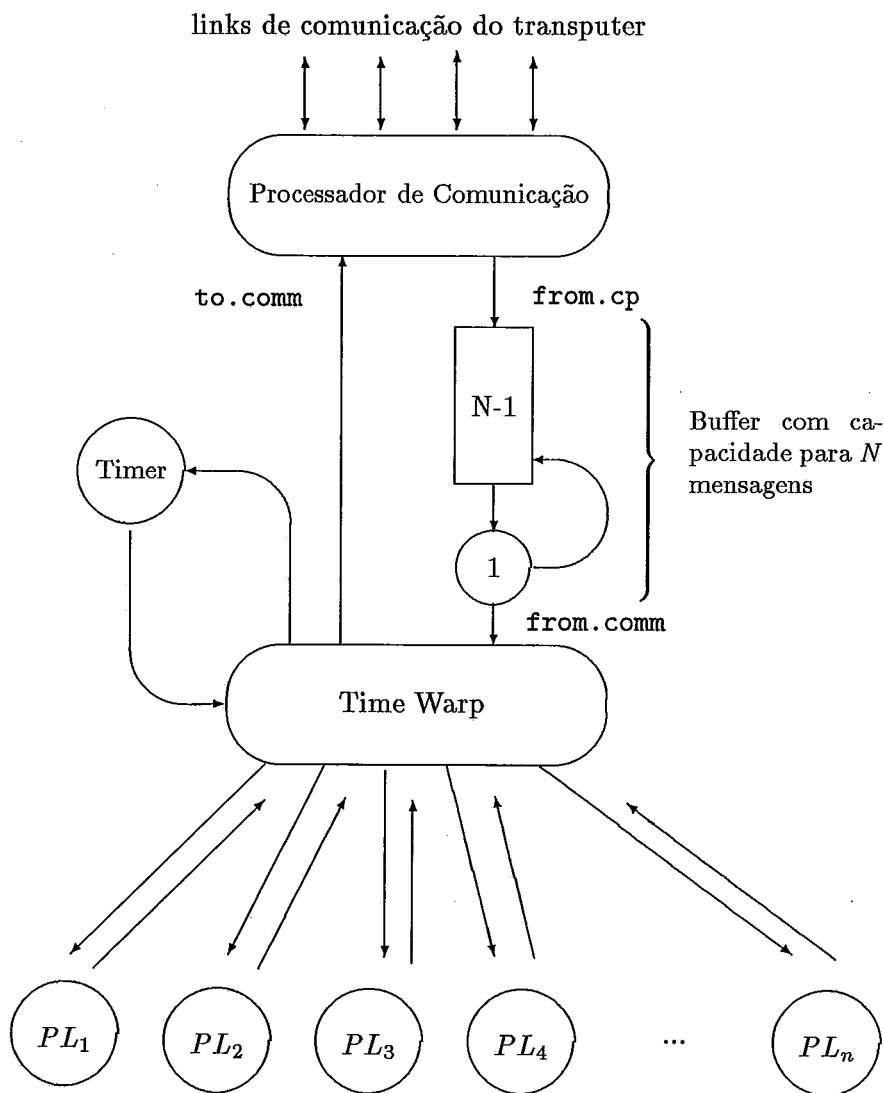 links de comunicação do transputer
Processador de Comunicação
to.comm
from.cp
N-1
Buffer com ca-
pacidade para N
mensagens
Timer
1
from.comm
Time Warp
PL₁
PL₂
PL₃
PL₄
...
PLₙ